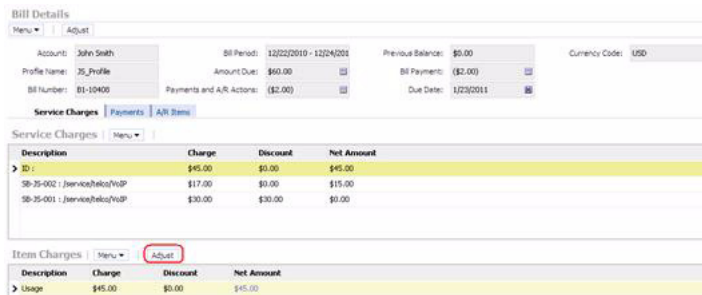 Bill Details
Menu Adjust
Account: John Smith Bill Period: 12/22/2010 - 12/24/201 Previous Balance: $0.00 Currency Code: USD
Profile Name: JS_Profile Amount Due: $60.00 Bill Payment: ($2.00)
Bill Number: B1-10408 Payments and A/R Actions: ($2.00) Due Date: 1/23/2011
Service Charges Payments A/R Items
Service Charges Menu
Description Charge Discount Net Amount
ID : $45.00 $0.00 $45.00
SB-JS-002 : /service/telco/VoIP $17.00 $0.00 $15.00
SB-JS-001 : /service/telco/VoIP $30.00 $30.00 $0.00
Item Charges Menu Adjust
Description Charge Discount Net Amount
Usage $45.00 $0.00 $45.00